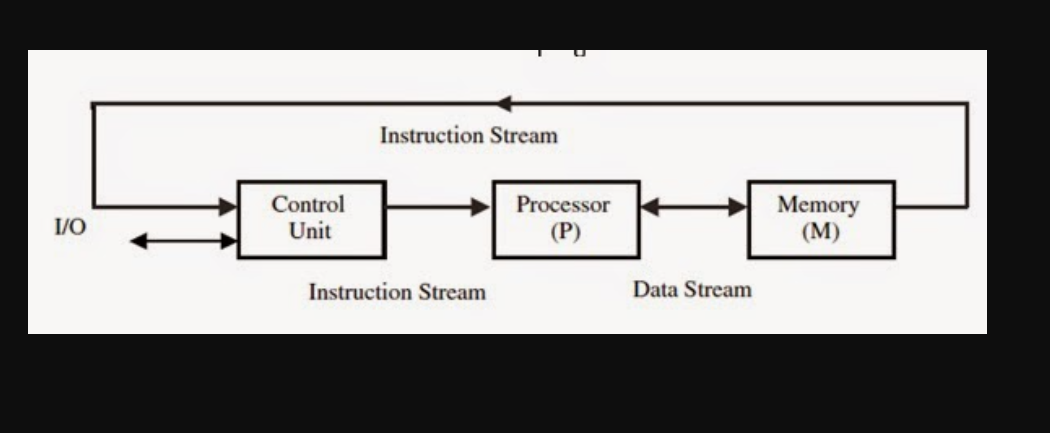 Instruction Stream
Control
Unit
Processor
(P)
Memory
(M)
I/O
Instruction Stream
Data Stream